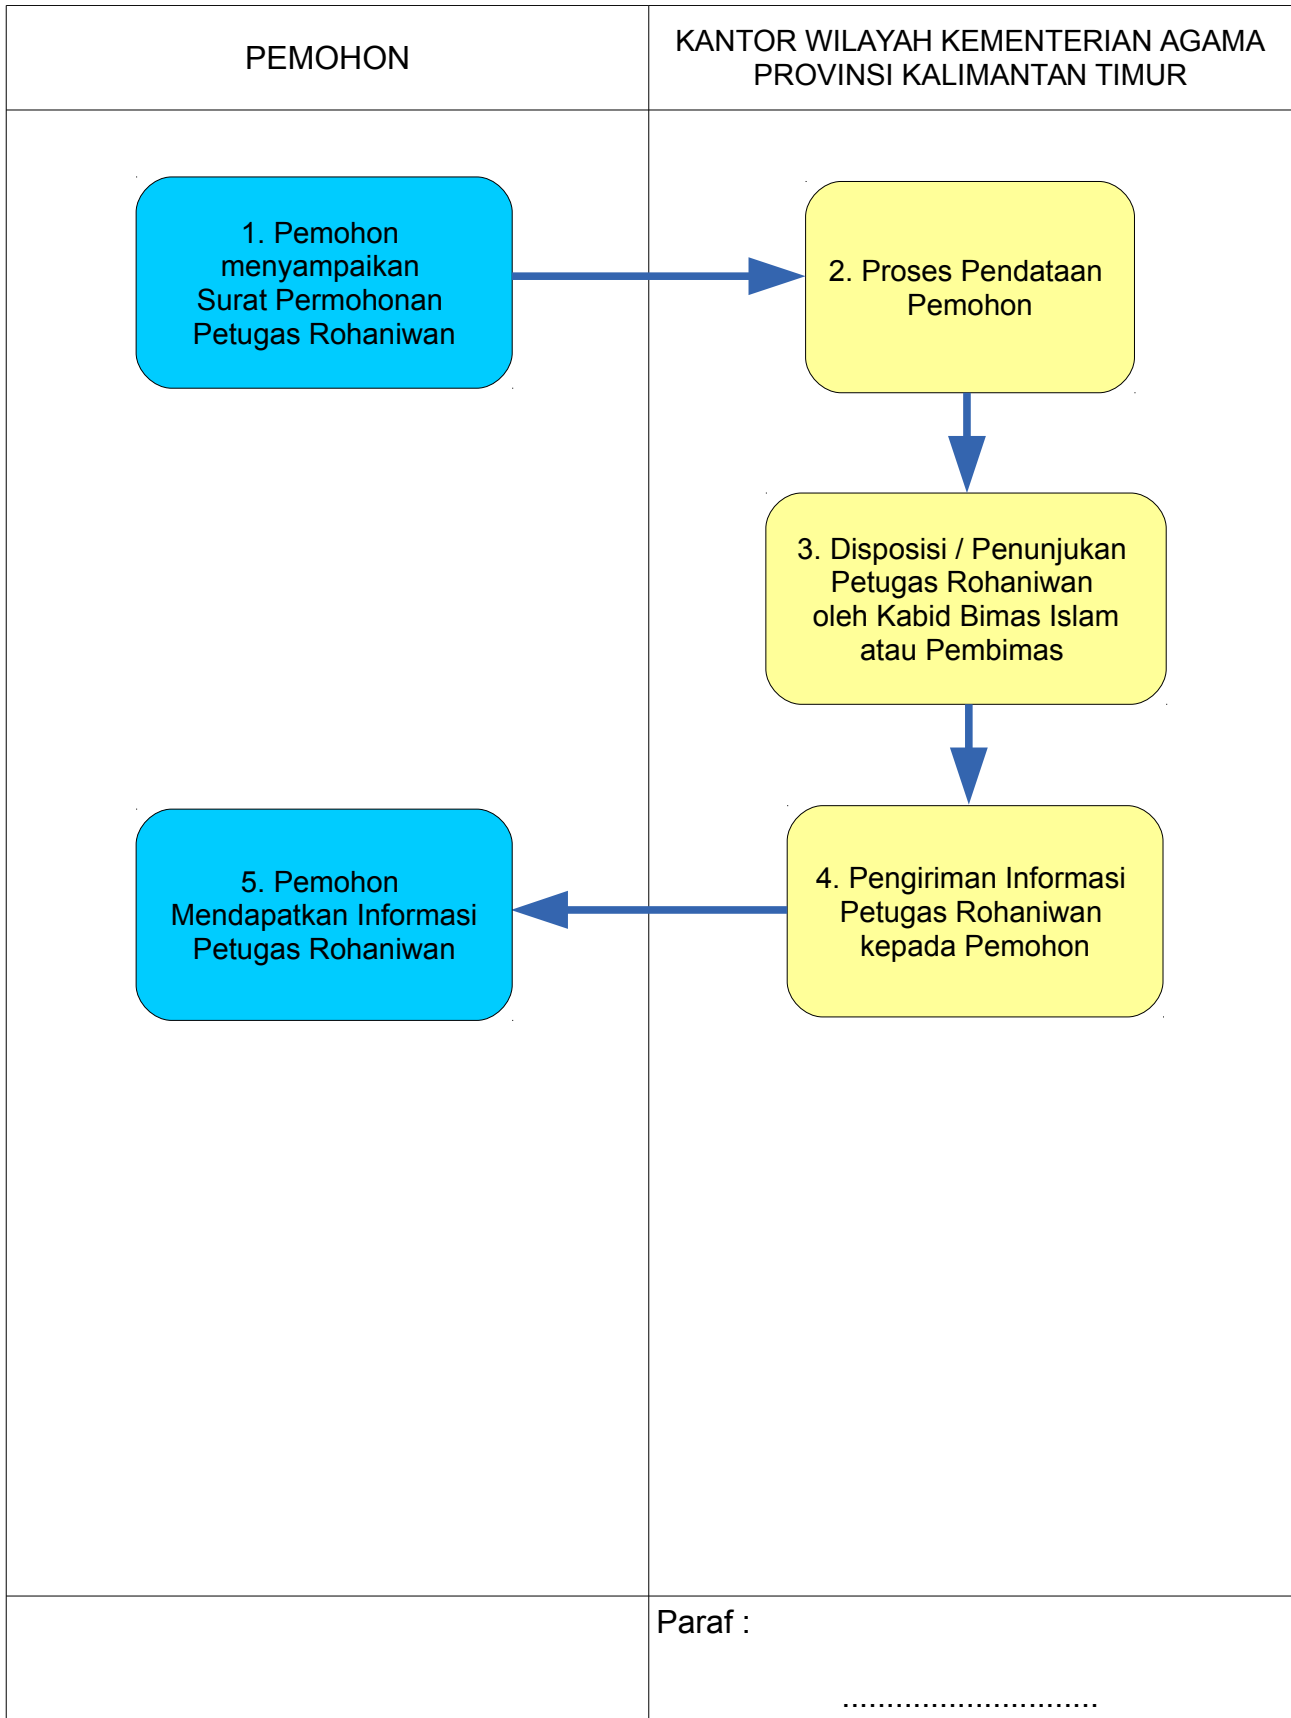 PEMOHON
KANTOR WILAYAH KEMENTERIAN AGAMA
PROVINSI KALIMANTAN TIMUR
1. Pemohon
menyampaikan
Surat Permohonan
Petugas Rohaniwan
2. Proses Pendataan
Pemohon
3. Disposisi / Penunjukan
Petugas Rohaniwan
oleh Kabid Bimas Islam
atau Pembimas
4. Pengiriman Informasi
Petugas Rohaniwan
kepada Pemohon
5. Pemohon
Mendapatkan Informasi
Petugas Rohaniwan
Paraf :
.............................